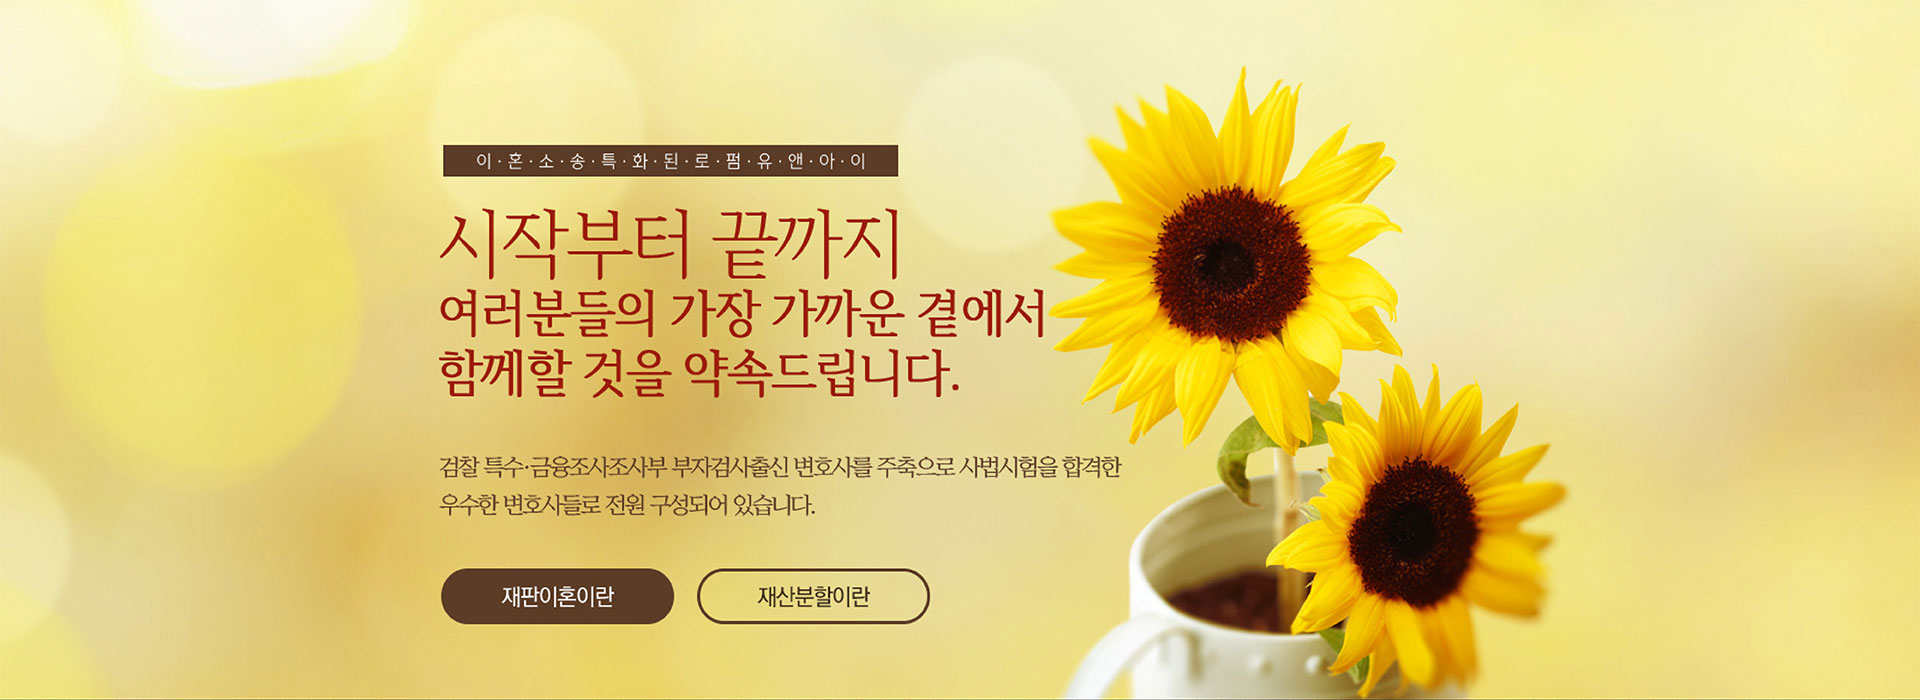 이·혼·소·송·특·화·된·로·펌·유·앤·아·이
시작부터 끝까지
여러분들의 가장 가까운 곁에서
함께할 것을 약속드립니다.
검찰 특수·금융조사조사부 부자검사출신 변호사를 주축으로 사법시험을 합격한
우수한 변호사들로 전원 구성되어 있습니다.
재판이혼이란
재산분할이란